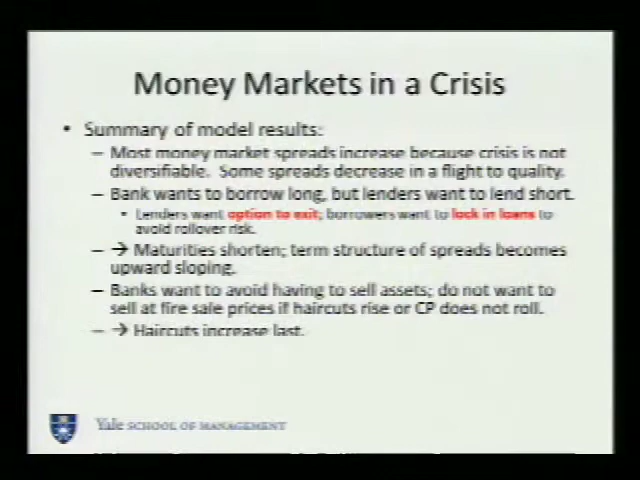 Money Markets in a Crisis
• Summary of model results:
– Most money market spreads increase because crisis is not
diversifiable. Some spreads decrease in a flight to quality.
– Bank wants to borrow long, but lenders want to lend short.
• Lenders want option to exit; borrowers want to lock in loans to
avoid rollover risk.
– → Maturities shorten; term structure of spreads becomes
upward sloping.
– Banks want to avoid having to sell assets; do not want to
sell at fire sale prices if haircuts rise or CP does not roll.
– → Haircuts increase last.
Yale SCHOOL OF MANAGEMENT